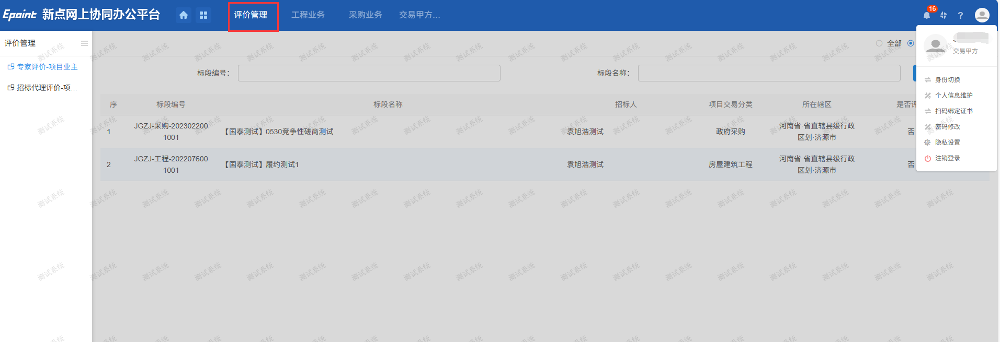 Epoint 新点网上协同办公平台
评价管理
工程业务
采购业务
交易甲方...
16
?
评价管理
专家评价-项目业主
招标代理评价-项...
全部
标段编号：
标段名称：
序 标段编号 标段名称 招标人 项目交易分类 所在辖区 是否评
1
JGZJ-采购-202302200
1001
【国泰测试】0530竞争性磋商测试
袁旭浩测试
政府采购
河南省·省直辖县级行政
区划·济源市
否
2
JGZJ-工程-202207600
1001
【国泰测试】履约测试1
袁旭浩测试
房屋建筑工程
河南省·省直辖县级行政
区划·济源市
否
交易甲方
身份切换
个人信息维护
扫码绑定证书
密码修改
隐私设置
注销登录
测试系统